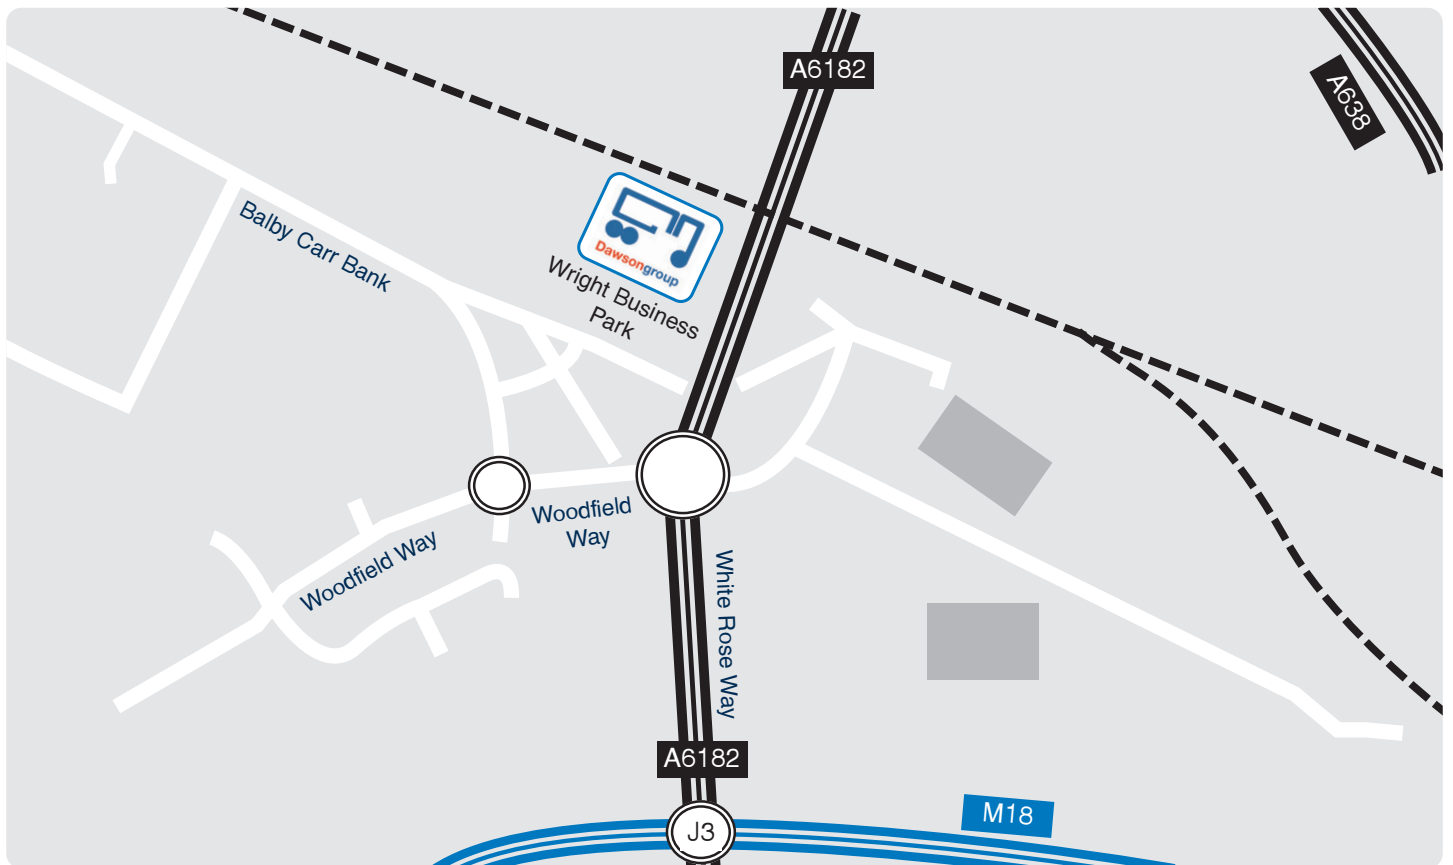 A6182
A638
Balby Carr Bank
Dawsongroup
Wright Business
Park
Woodfield
Way
Woodfield Way
White Rose Way
A6182
M18
J3